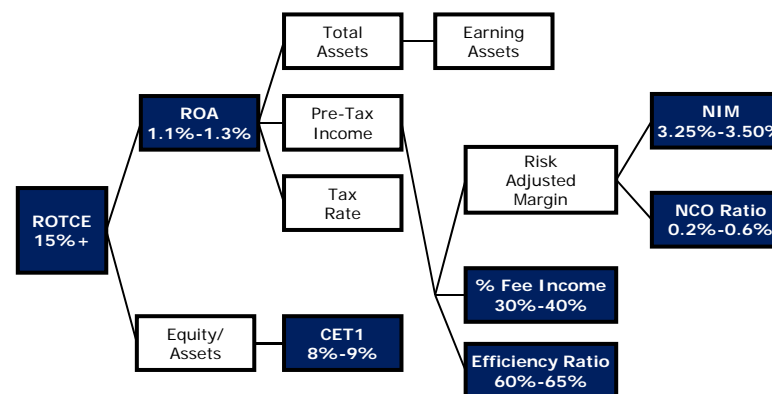 Total
Assets
Earning
Assets
ROA
1.1%-1.3%
Pre-Tax
Income
NIM
3.25%-3.50%
Risk
Adjusted
Margin
Tax
Rate
ROTCE
15%+
NCO Ratio
0.2%-0.6%
% Fee Income
30%-40%
Equity/
Assets
CET1
8%-9%
Efficiency Ratio
60%-65%